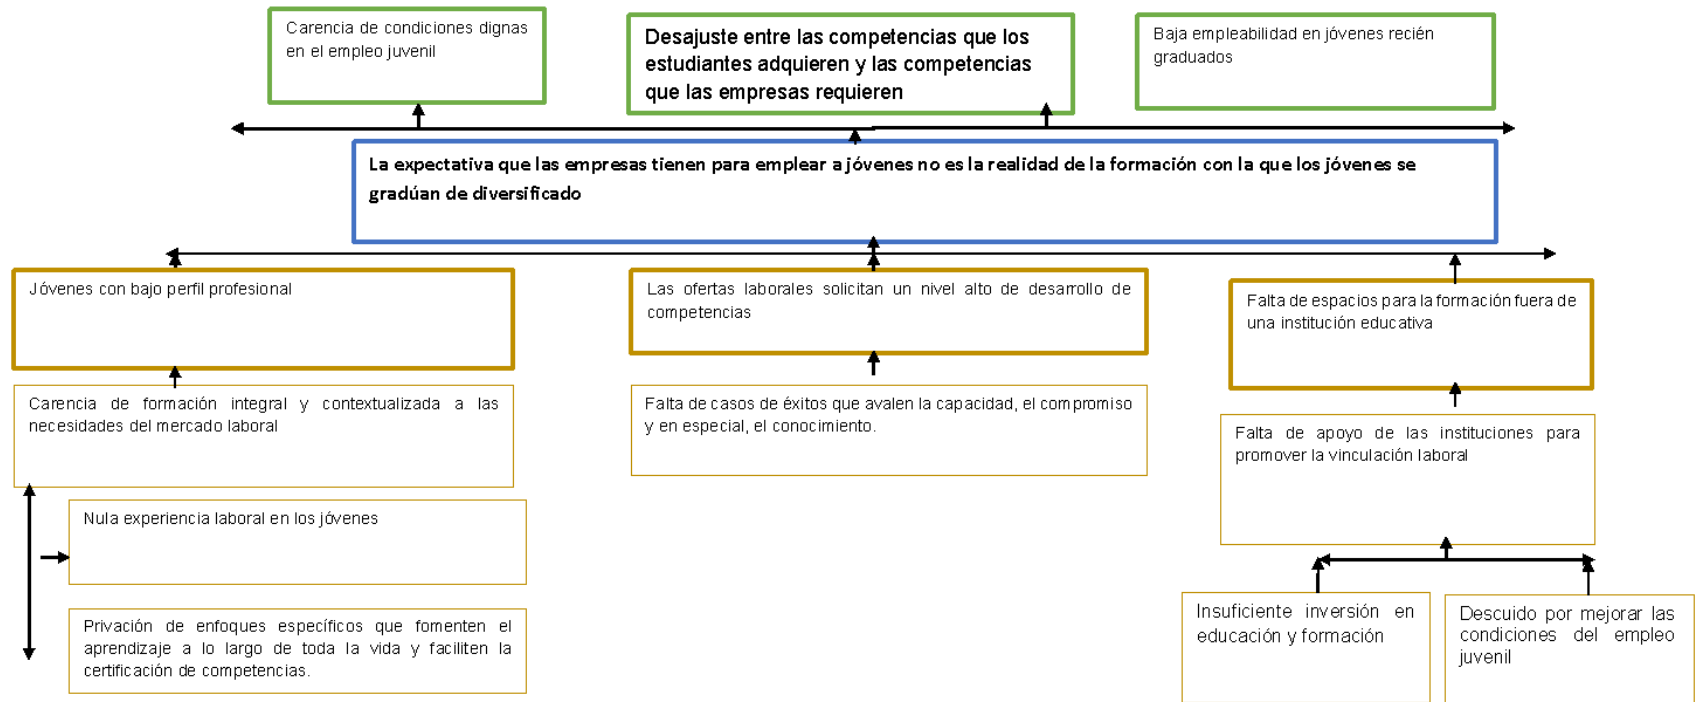 Carencia de condiciones dignas
en el empleo juvenil
Desajuste entre las competencias que los
estudiantes adquieren y las competencias
que las empresas requieren
Baja empleabilidad en jóvenes recién
graduados
La expectativa que las empresas tienen para emplear a jóvenes no es la realidad de la formación con la que los jóvenes se
gradúan de diversificado
Jóvenes con bajo perfil profesional
Las ofertas laborales solicitan un nivel alto de desarrollo de
competencias
Falta de espacios para la formación fuera de
una institución educativa
Carencia de formación integral y contextualizada a las
necesidades del mercado laboral
Falta de casos de éxitos que avalen la capacidad, el compromiso
y en especial, el conocimiento.
Falta de apoyo de las instituciones para
promover la vinculación laboral
Nula experiencia laboral en los jóvenes
Privación de enfoques específicos que fomenten el
aprendizaje a lo largo de toda la vida y faciliten la
certificación de competencias.
Insuficiente inversión en
educación y formación
Descuido por mejorar las
condiciones del empleo
juvenil